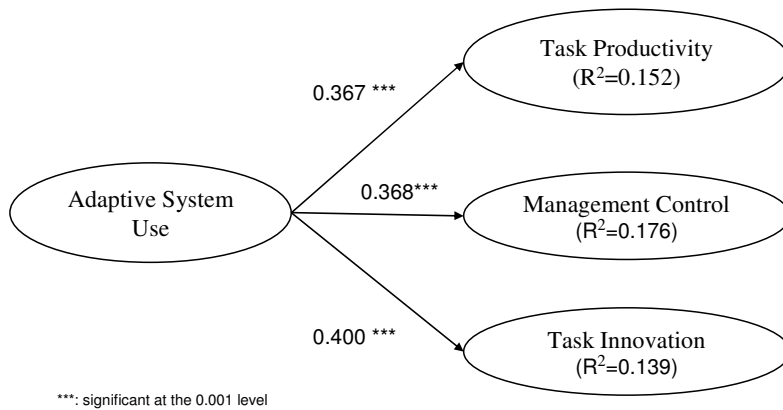 Task Productivity
(R²=0.152)
0.367 ***
Adaptive System
Use
0.368***
Management Control
(R²=0.176)
0.400 ***
Task Innovation
(R²=0.139)
***: significant at the 0.001 level